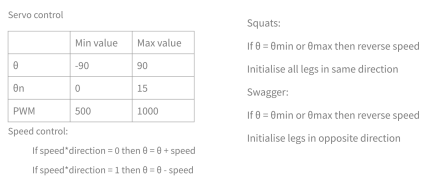 Servo control
Min value Max value
θ -90 90
θn 0 15
PWM 500 1000
Speed control:
If speed*direction = 0 then θ = θ + speed
If speed*direction = 1 then θ = θ - speed
Squats:
If θ = θmin or θmax then reverse speed
Initialise all legs in same direction
Swagger:
If θ = θmin or θmax then reverse speed
Initialise legs in opposite direction